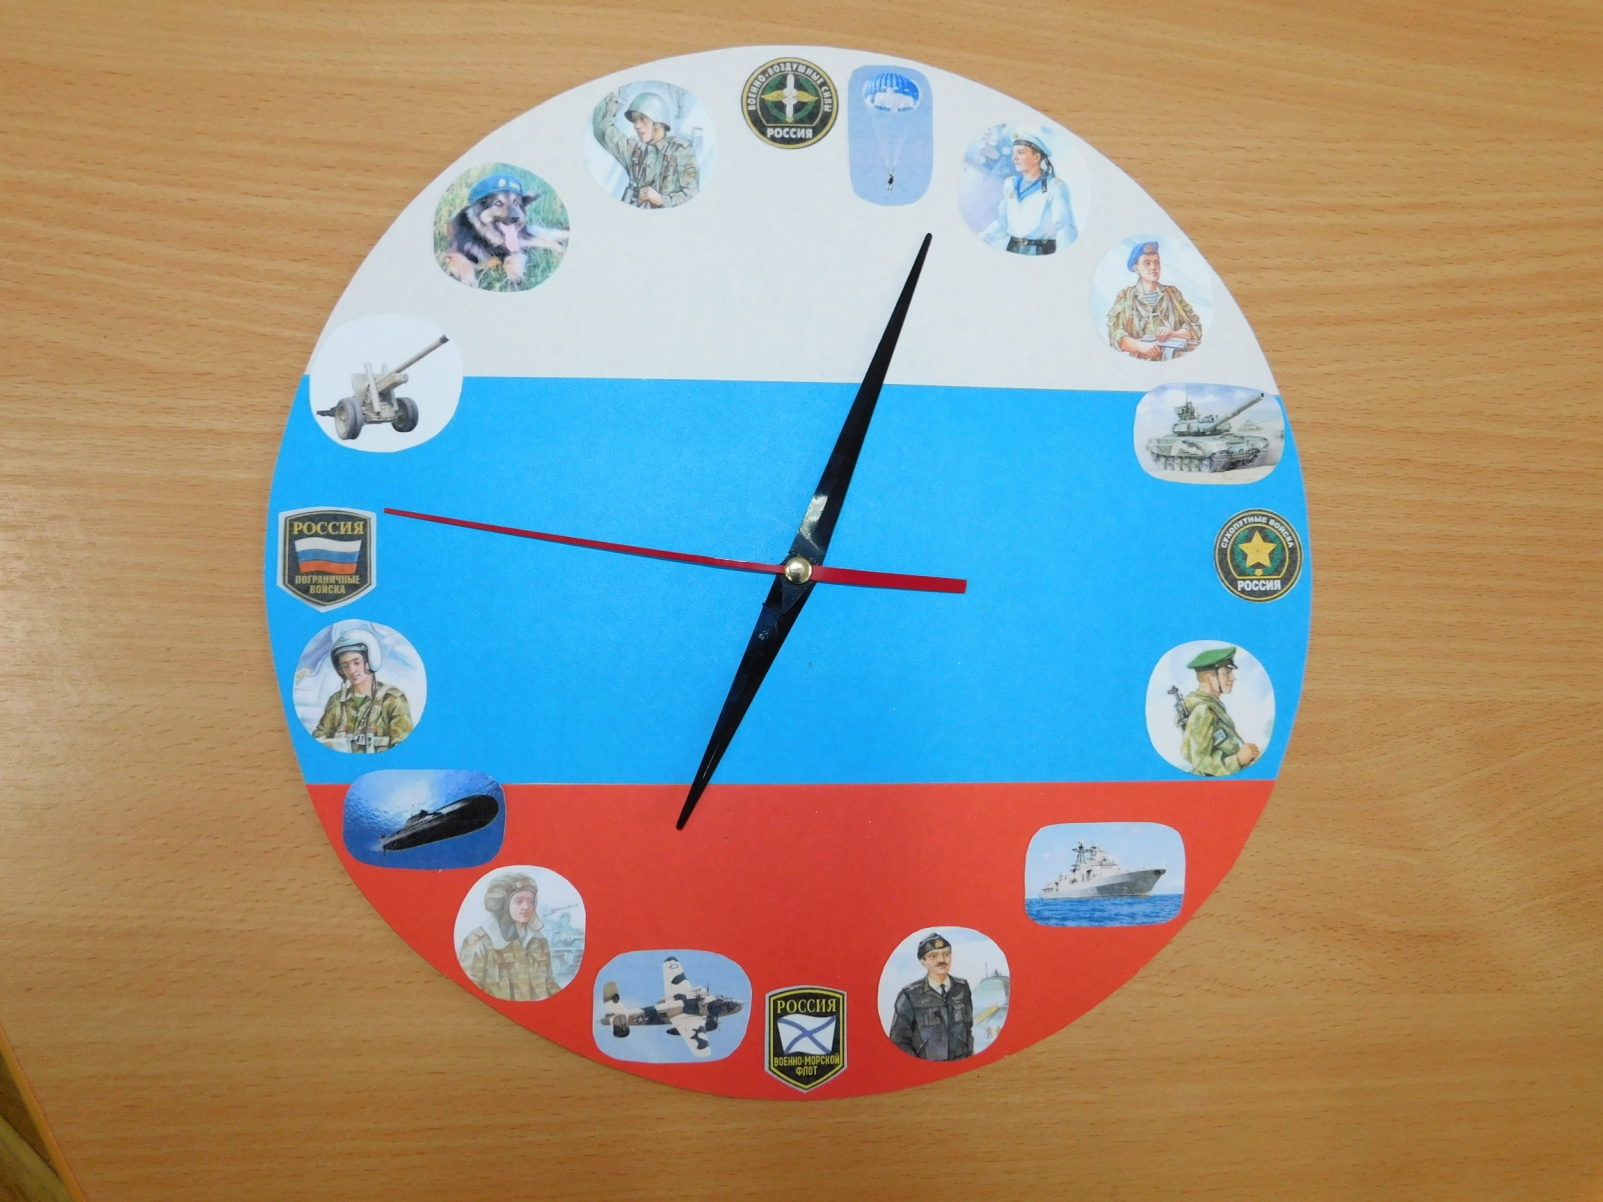 ВОЕННО-ВОЗДУШНЫЕ СИЛЫ
РОССИЯ
РОССИЯ
ПОГРАНИЧНЫЕ
ВОЙСКА
СУХОПУТНЫЕ ВОЙСКА
РОССИЯ
РОССИЯ
ВОЕННО-МОРСКОЙ
ФЛОТ